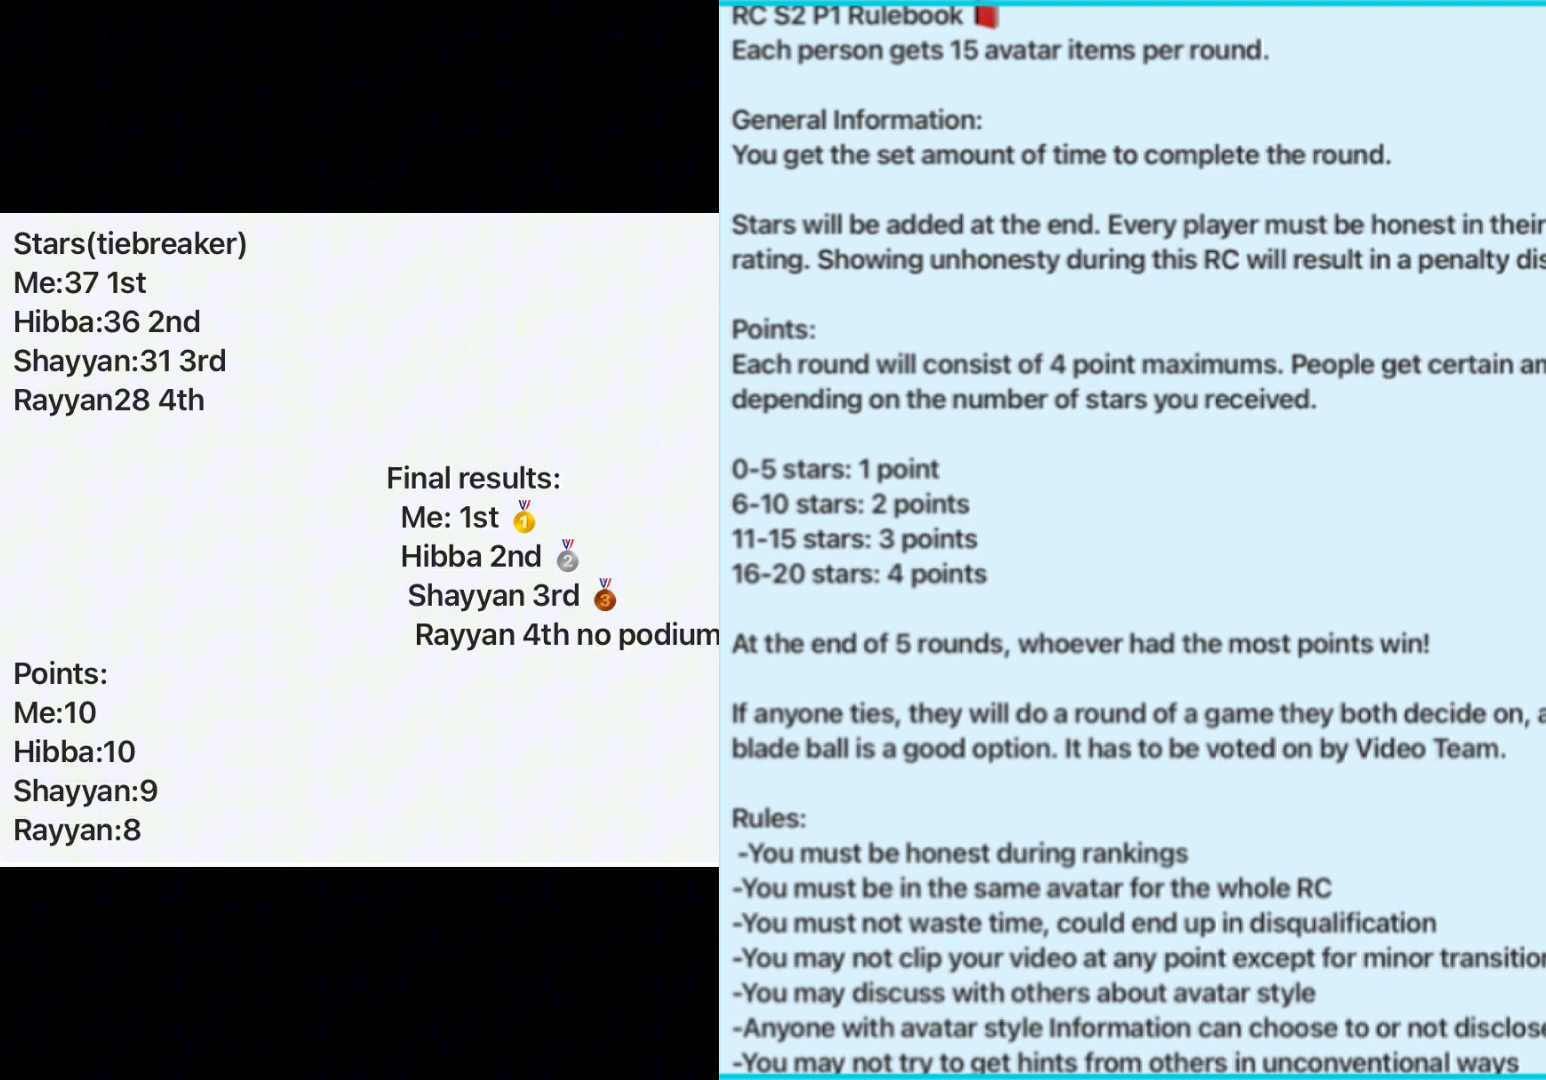 Stars(tiebreaker)
Me:37 1st
Hibba:36 2nd
Shayyan:31 3rd
Rayyan28 4th
Final results:
Me: 1st 🥇
Hibba 2nd 🥈
Shayyan 3rd 🥉
Rayyan 4th no podium
Points:
Me:10
Hibba:10
Shayyan:9
Rayyan:8
RC S2 P1 Rulebook 📕
Each person gets 15 avatar items per round.
General Information:
You get the set amount of time to complete the round.
Stars will be added at the end. Every player must be honest in their
rating. Showing unhonesty during this RC will result in a penalty dis
Points:
Each round will consist of 4 point maximums. People get certain am
depending on the number of stars you received.
0-5 stars: 1 point
6-10 stars: 2 points
11-15 stars: 3 points
16-20 stars: 4 points
At the end of 5 rounds, whoever had the most points win!
If anyone ties, they will do a round of a game they both decide on, a
blade ball is a good option. It has to be voted on by Video Team.
Rules:
-You must be honest during rankings
-You must be in the same avatar for the whole RC
-You must not waste time, could end up in disqualification
-You may not clip your video at any point except for minor transition
-You may discuss with others about avatar style
-Anyone with avatar style Information can choose to or not disclose
-You may not try to get hints from others in unconventional ways